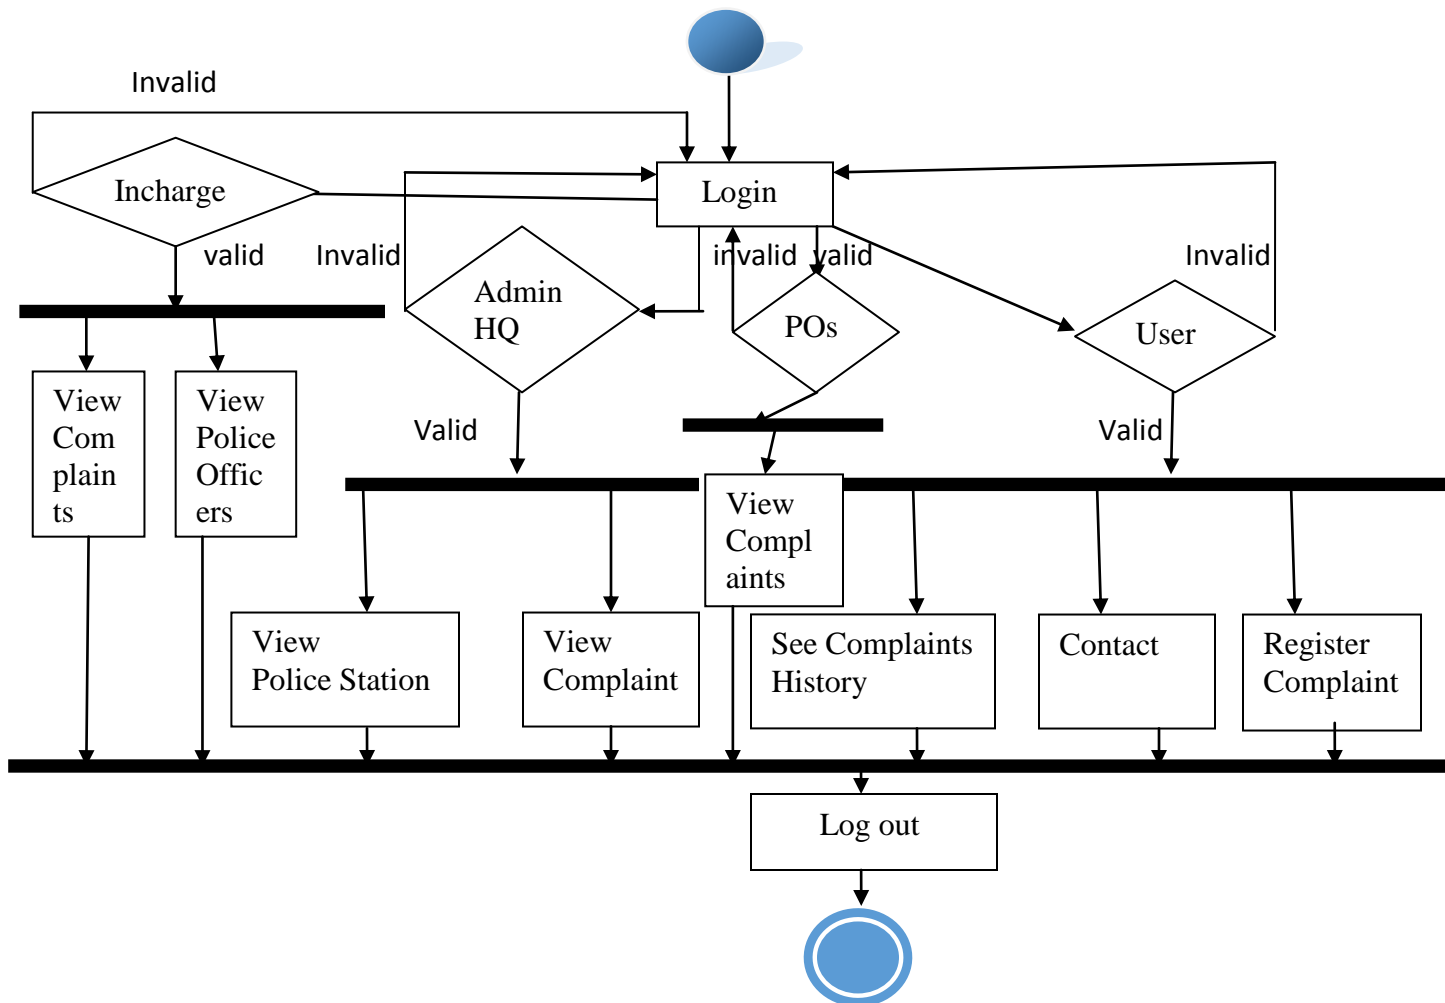 Invalid
Incharge
Login
valid
Invalid
invalid
valid
Invalid
Admin
HQ
POs
User
Valid
Valid
View
Com
plain
ts
View
Police
Offic
ers
View
Compl
aints
View
Police Station
View
Complaint
See Complaints
History
Contact
Register
Complaint
Log out